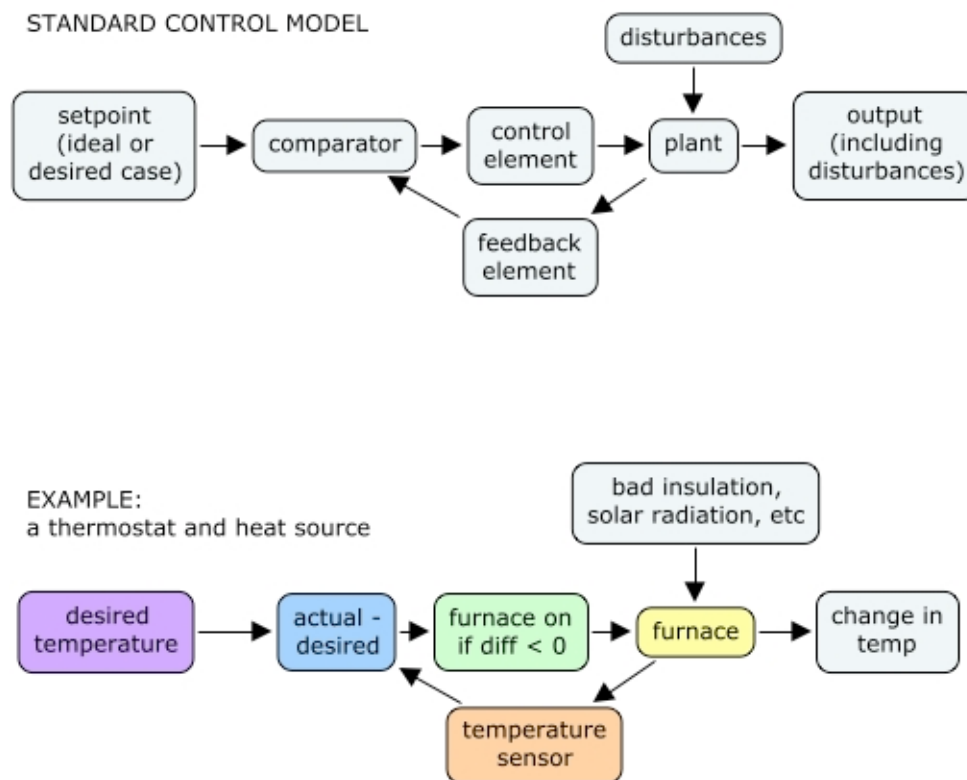 STANDARD CONTROL MODEL
disturbances
setpoint
(ideal or
desired case)
comparator
control
element
plant
output
(including
disturbances)
feedback
element
EXAMPLE:
a thermostat and heat source
bad insulation,
solar radiation, etc
desired
temperature
actual -
desired
furnace on
if diff < 0
furnace
change in
temp
temperature
sensor